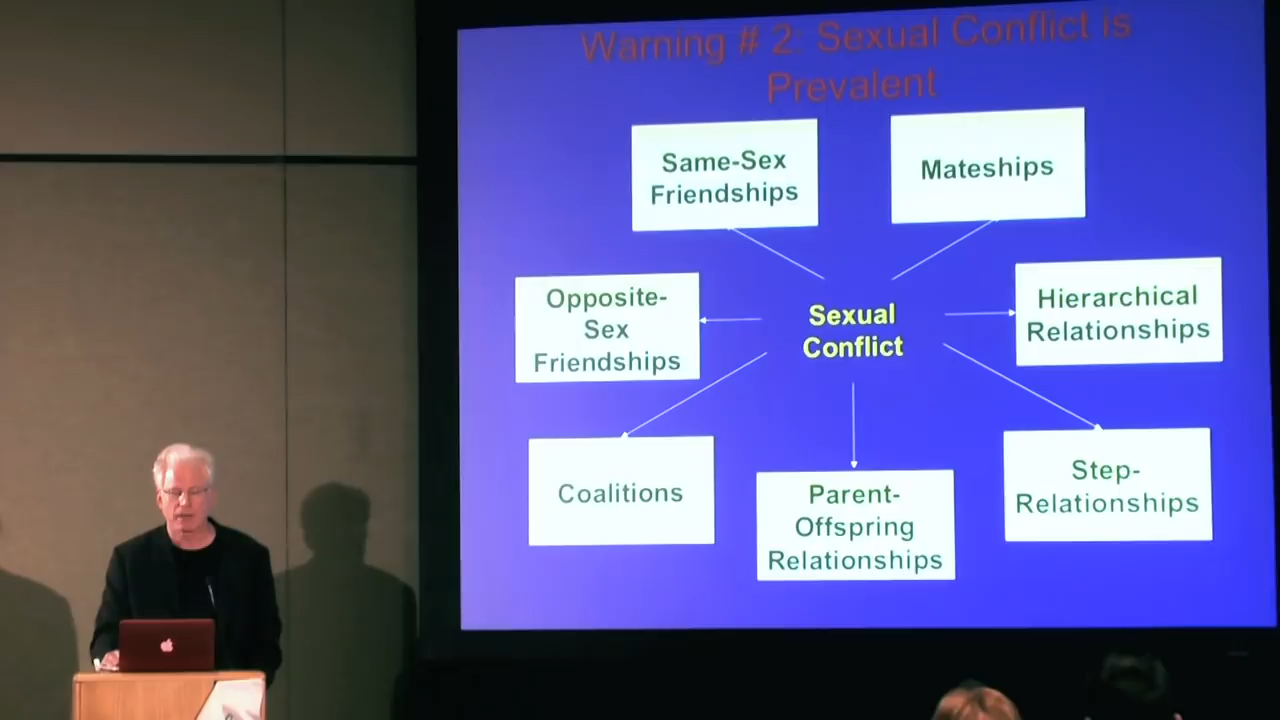 Warning # 2: Sexual Conflict is
Prevalent
Same-Sex
Friendships
Mateships
Opposite-
Sex
Friendships
Sexual
Conflict
Hierarchical
Relationships
Coalitions
Parent-
Offspring
Relationships
Step-
Relationships